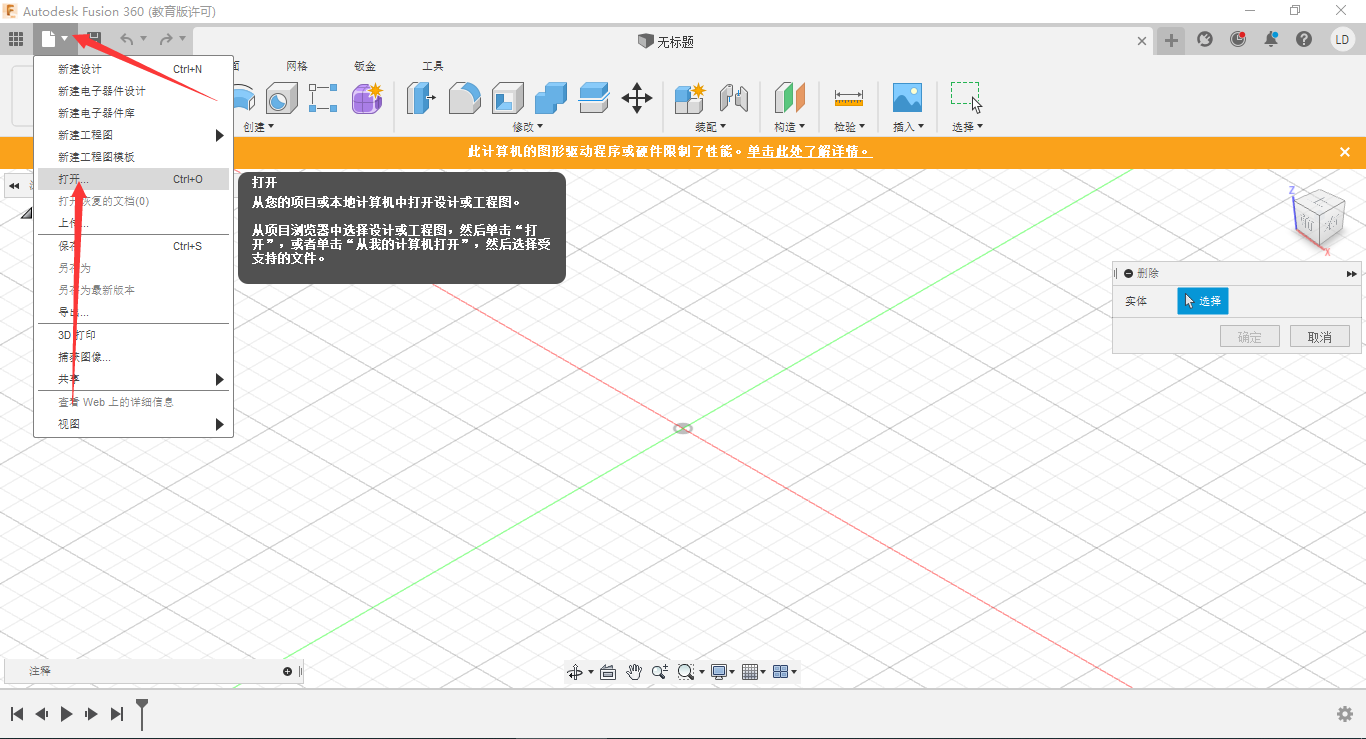 Autodesk Fusion 360 (教育版许可)
无标题
LD
新建设计 Ctrl+N
新建电子器件设计
新建电子器件库
新建工程图
新建工程图模板
打开... Ctrl+O
打开恢复的文档(0)
上传...
保存 Ctrl+S
另存为
另存为最新版本
导出...
3D 打印
捕获图像...
共享
查看 Web 上的详细信息
视图
面 网格 钣金 工具
创建 修改 装配 构造 检验 插入 选择
此计算机的图形驱动程序或硬件限制了性能。单击此处了解详情。
打开
从您的项目或本地计算机中打开设计或工程图。
从项目浏览器中选择设计或工程图，然后单击“打
开”，或者单击“从我的计算机打开”，然后选择受
支持的文件。
Z
上
前 右
X
删除
实体 选择
确定 取消
注释